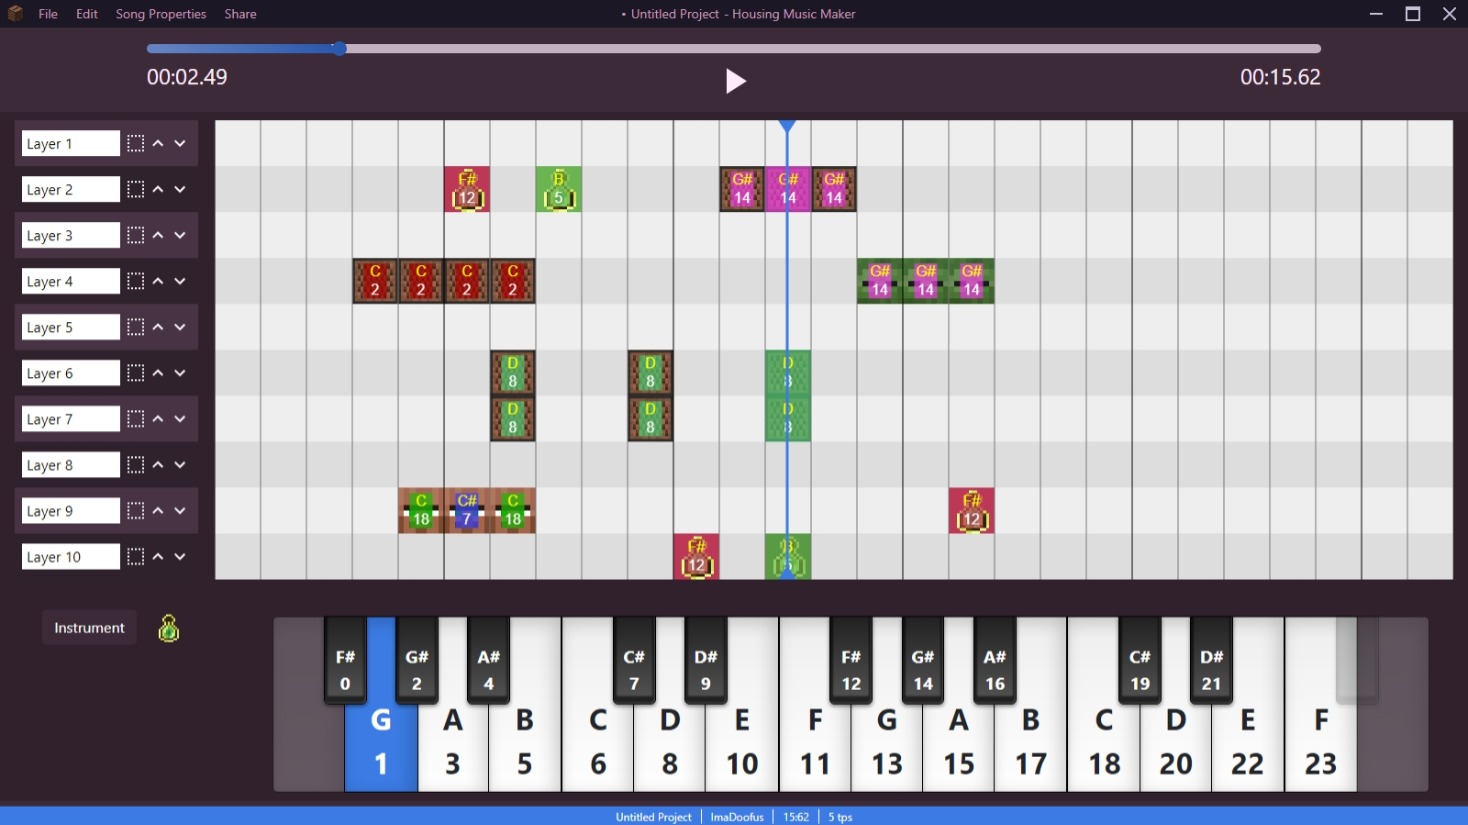 File Edit Song Properties Share • Untitled Project - Housing Music Maker
00:02.49 00:15.62
Layer 1
Layer 2 F# B G# G# G#
12 5 14 14 14
Layer 3
Layer 4 C C C C G# G# G#
2 2 2 2 14 14 14
Layer 5
Layer 6 D D D
8 8 8
Layer 7 D D D
8 8 8
Layer 8
Layer 9 C C# C F#
18 7 18 12
Layer 10 F# B
12 5
Instrument
F# G# A# C# D# F# G# A# C# D#
0 2 4 7 9 12 14 16 19 21
G A B C D E F G A B C D E F
1 3 5 6 8 10 11 13 15 17 18 20 22 23
Untitled Project ImaDoofus 15:62 5 tps